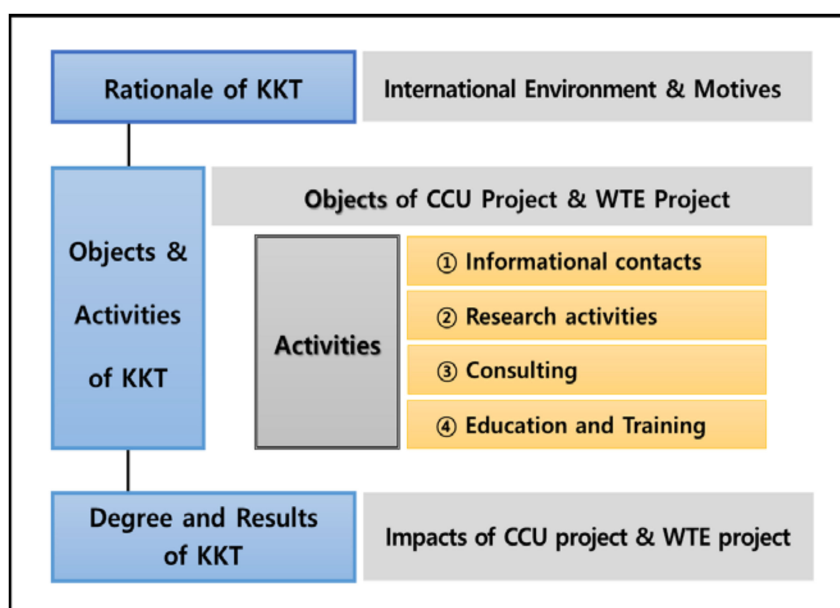 Rationale of KKT
International Environment & Motives
Objects &
Activities
of KKT
Objects of CCU Project & WTE Project
Activities
① Informational contacts
② Research activities
③ Consulting
④ Education and Training
Degree and Results
of KKT
Impacts of CCU project & WTE project